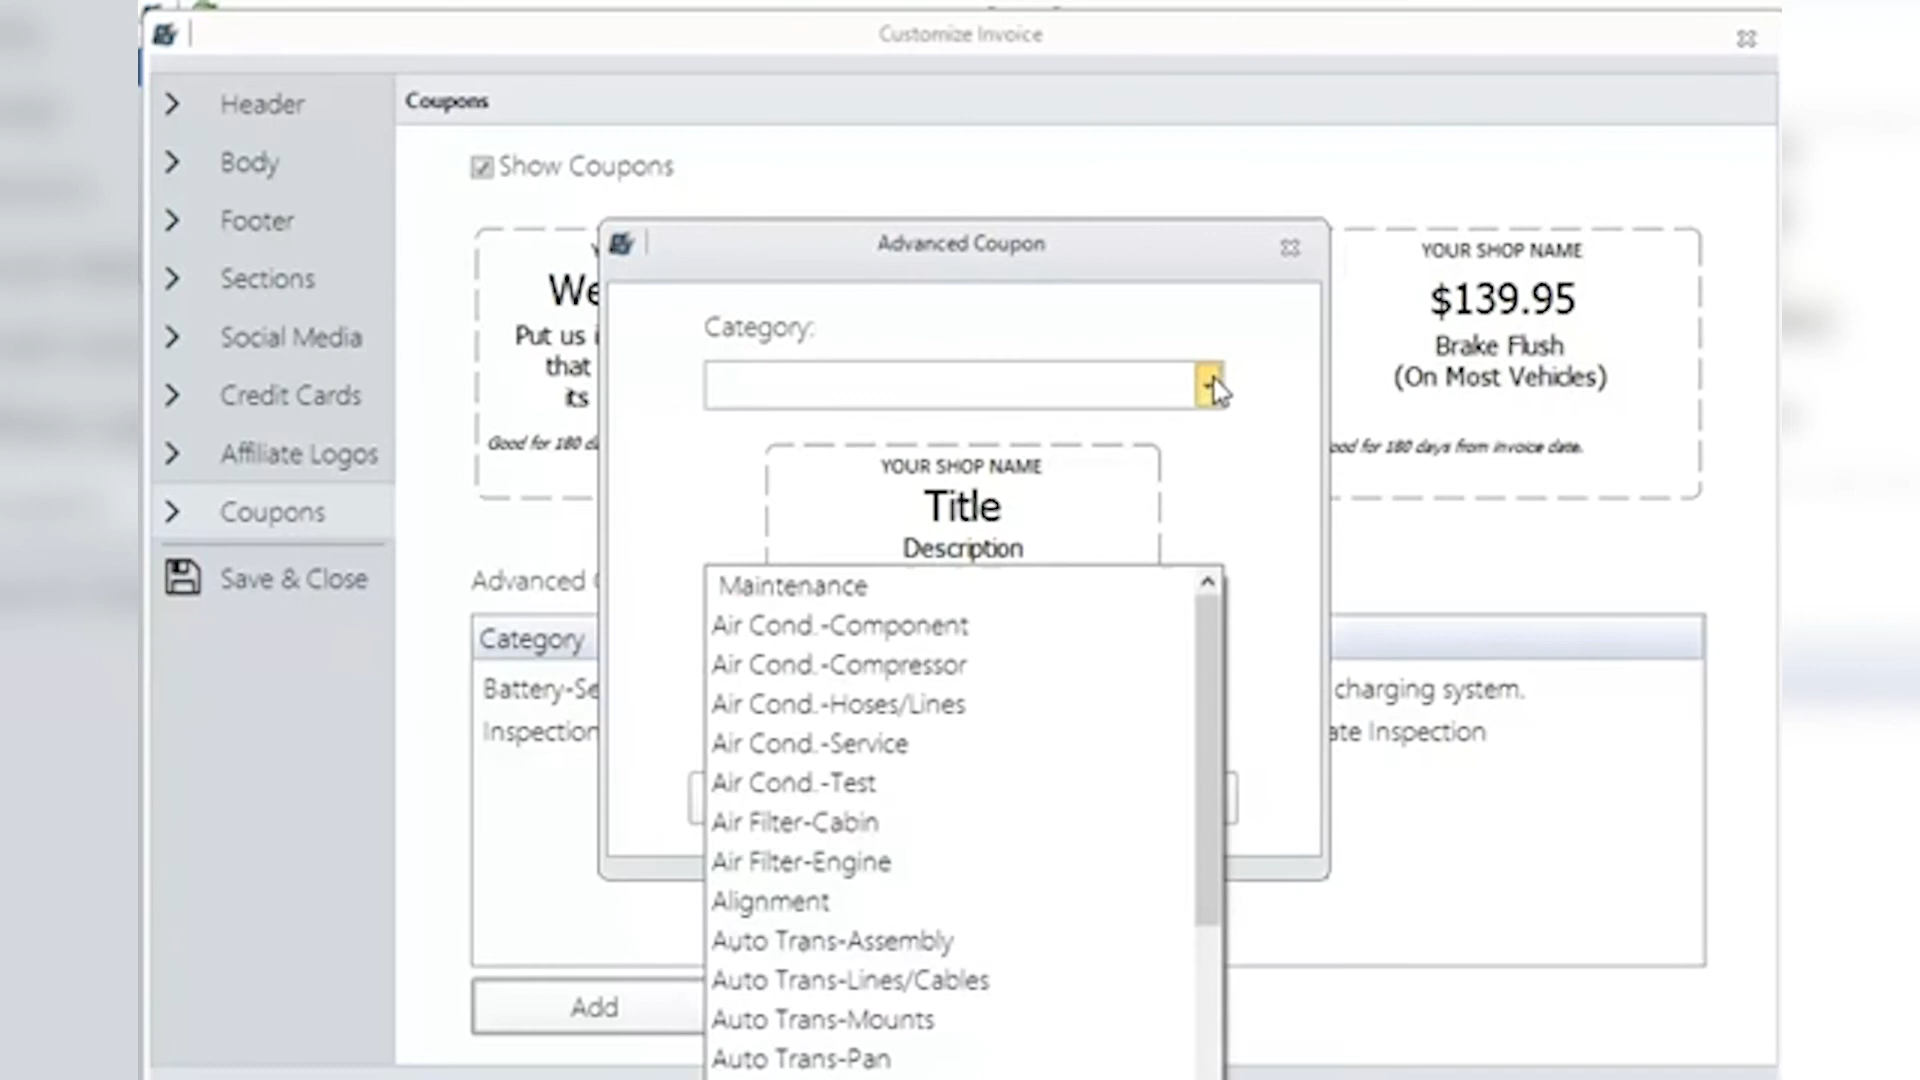 Customize Invoice
Header
Body
Footer
Sections
Social Media
Credit Cards
Affiliate Logos
Coupons
Save & Close
Coupons
Show Coupons
We
Put us
that
its
Good for 180
Advanced Coupon
Category:
YOUR SHOP NAME
Title
Description
YOUR SHOP NAME
$139.95
Brake Flush
(On Most Vehicles)
ood for 180 days from invoice date.
Advanced
Category
Battery-Se
charging system.
Inspection
ate Inspection
Add
Maintenance
Air Cond.-Component
Air Cond.-Compressor
Air Cond.-Hoses/Lines
Air Cond.-Service
Air Cond.-Test
Air Filter-Cabin
Air Filter-Engine
Alignment
Auto Trans-Assembly
Auto Trans-Lines/Cables
Auto Trans-Mounts
Auto Trans-Pan